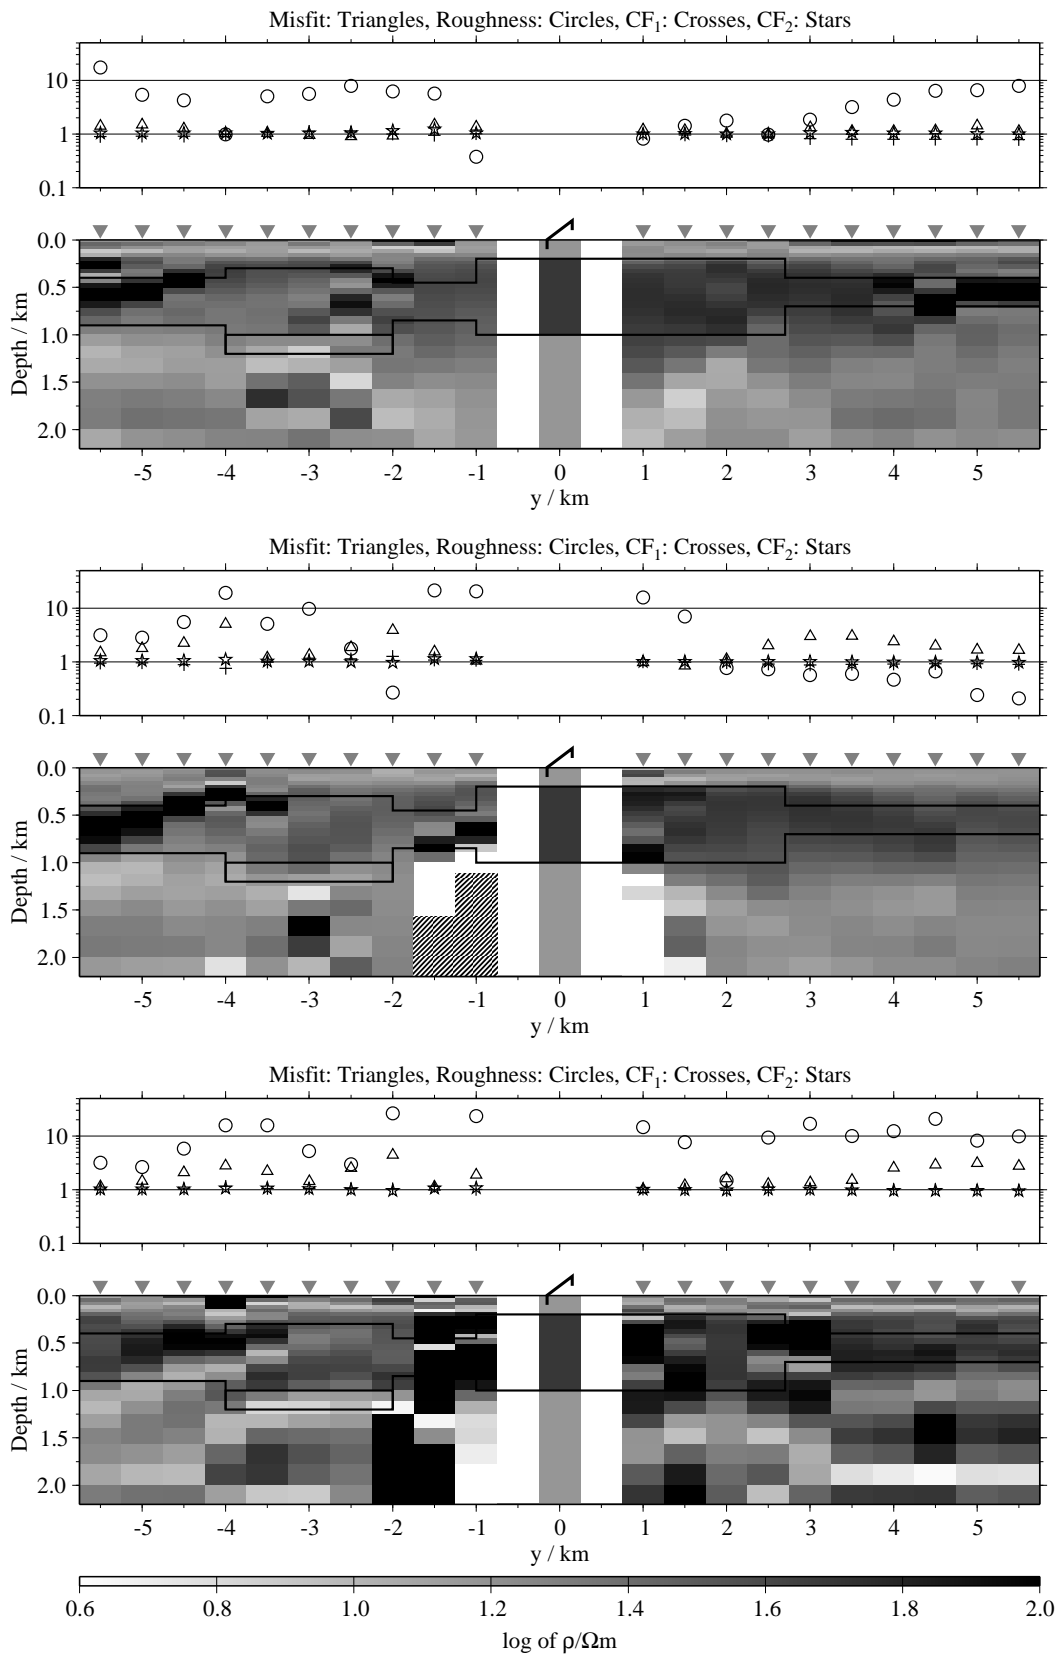 Misfit: Triangles, Roughness: Circles, CF1: Crosses, CF2: Stars
10
1
0.1
0.0
0.5
1.0
1.5
2.0
Depth / km
-5 -4 -3 -2 -1 0 1 2 3 4 5
y / km
Misfit: Triangles, Roughness: Circles, CF1: Crosses, CF2: Stars
10
1
0.1
0.0
0.5
1.0
1.5
2.0
Depth / km
-5 -4 -3 -2 -1 0 1 2 3 4 5
y / km
Misfit: Triangles, Roughness: Circles, CF1: Crosses, CF2: Stars
10
1
0.1
0.0
0.5
1.0
1.5
2.0
Depth / km
-5 -4 -3 -2 -1 0 1 2 3 4 5
y / km
0.6 0.8 1.0 1.2 1.4 1.6 1.8 2.0
log of ρ/Ωm